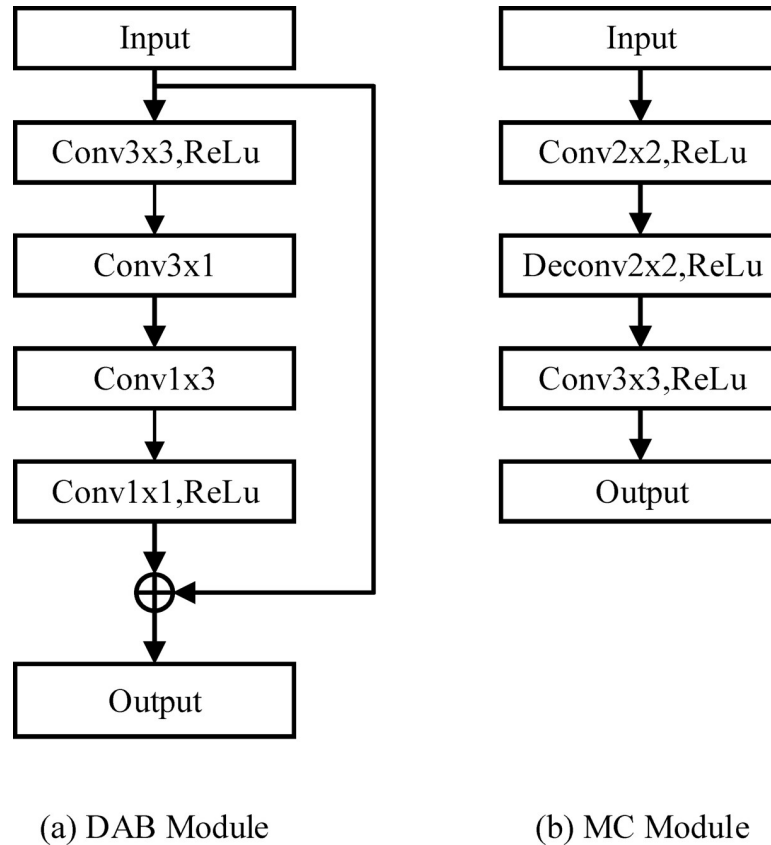 Input
Conv3x3,ReLu
Conv3x1
Conv1x3
Conv1x1,ReLu
Output
(a) DAB Module
Input
Conv2x2,ReLu
Deconv2x2,ReLu
Conv3x3,ReLu
Output
(b) MC Module